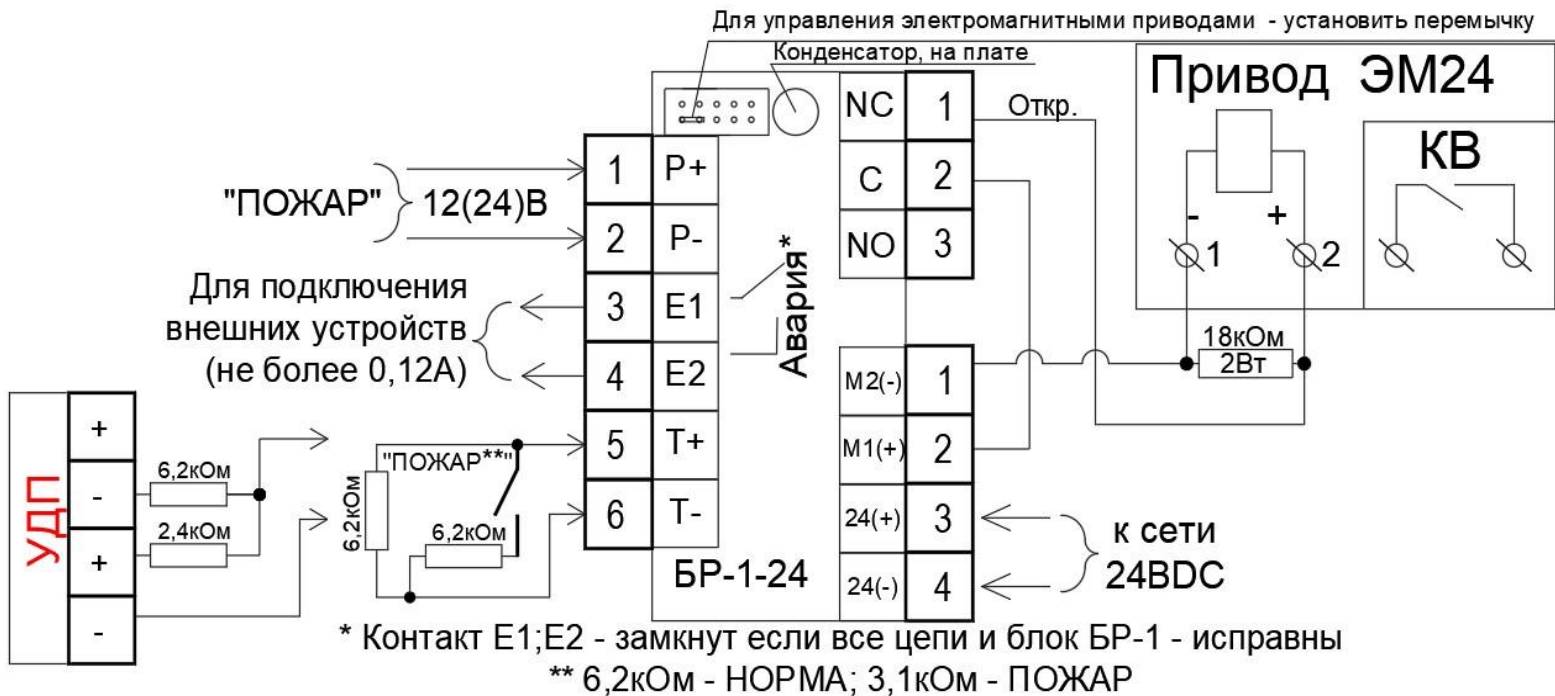 Для управления электромагнитными приводами - установить перемычку
Конденсатор, на плате
Привод ЭМ24
КВ
- +
1 2
18кОм
2Вт
Откр.
NC 1
C 2
NO 3
"ПОЖАР" 12(24)В
1 P+
2 P-
3 E1
4 E2
5 T+
6 T-
Авария*
Для подключения
внешних устройств
(не более 0,12А)
M2(-) 1
M1(+) 2
24(+) 3
24(-) 4
к сети
24ВDC
БР-1-24
УДП
+
-
+
-
6,2кОм
2,4кОм
"ПОЖАР**"
6,2кОм
6,2кОм
* Контакт Е1;Е2 - замкнут если все цепи и блок БР-1 - исправны
** 6,2кОм - НОРМА; 3,1кОм - ПОЖАР